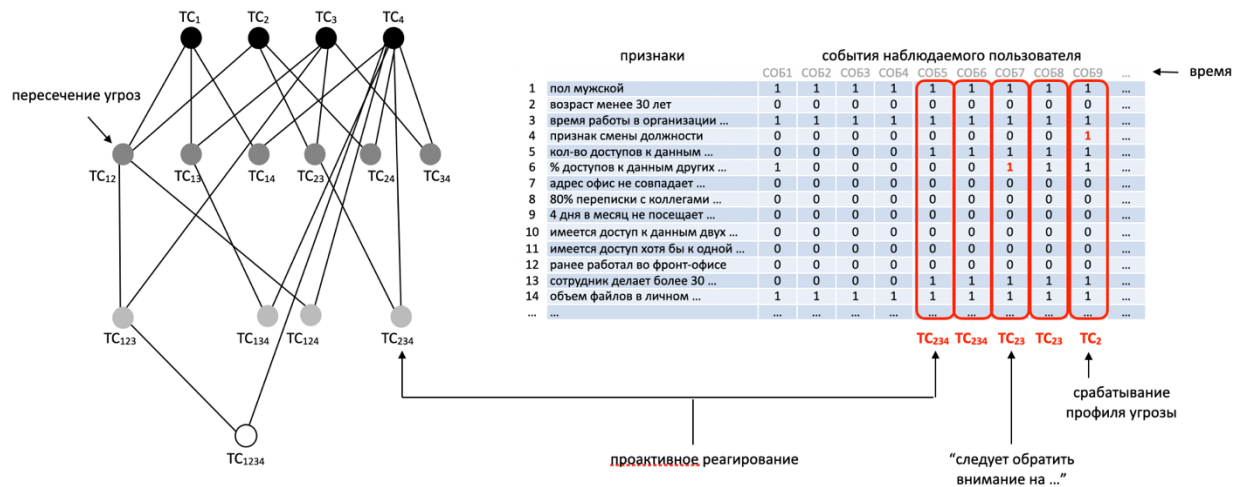 TC1 TC2 TC3 TC4
пересечение угроз
TC12 TC13 TC14 TC23 TC24 TC34
TC123 TC134 TC124 TC234
TC1234
признаки события наблюдаемого пользователя
СОБ1 СОБ2 СОБ3 СОБ4 СОБ5 СОБ6 СОБ7 СОБ8 СОБ9 ...
время
1 пол мужской 1 1 1 1 1 1 1 1 1 ...
2 возраст менее 30 лет 0 0 0 0 0 0 0 0 0 ...
3 время работы в организации ... 1 1 1 1 1 1 1 1 1 ...
4 признак смены должности 0 0 0 0 0 0 0 0 1 ...
5 кол-во доступов к данным ... 0 0 0 0 1 1 1 1 1 ...
6 % доступов к данным других ... 1 0 0 0 0 0 1 1 1 ...
7 адрес офис не совпадает ... 0 0 0 0 0 0 0 0 0 ...
8 80% переписки с коллегами ... 0 0 0 0 0 0 0 0 0 ...
9 4 дня в месяц не посещает ... 0 0 0 0 0 0 0 0 0 ...
10 имеется доступ к данным двух ... 0 0 0 0 0 0 0 0 0 ...
11 имеется доступ хотя бы к одной ... 0 0 0 0 0 0 0 0 0 ...
12 ранее работал во фронт-офисе 0 0 0 0 0 0 0 0 0 ...
13 сотрудник делает более 30 ... 0 0 0 0 1 1 1 1 1 ...
14 объем файлов в личном ... 1 1 1 1 1 1 1 1 1 ...
... ... ... ... ... ... ... ... ... ... ... ...
TC234 TC234 TC23 TC23 TC2
срабатывание
профиля угрозы
проактивное реагирование
“следует обратить
внимание на ...”